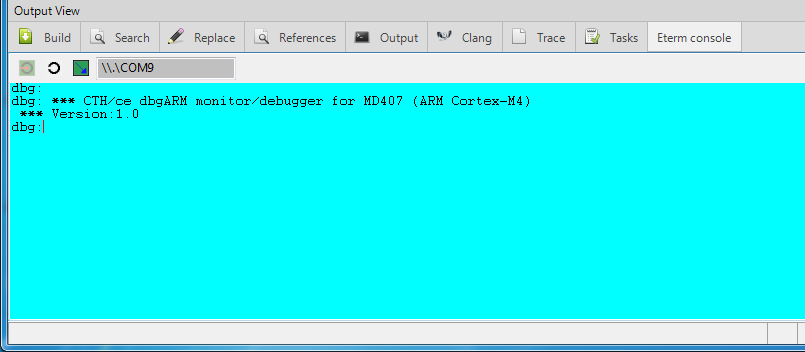 Output View
Build Search Replace References Output Clang Trace Tasks Eterm console
\\.\COM9
dbg:
dbg: *** CTH/ce dbgARM monitor/debugger for MD407 (ARM Cortex-M4)
*** Version:1.0
dbg: